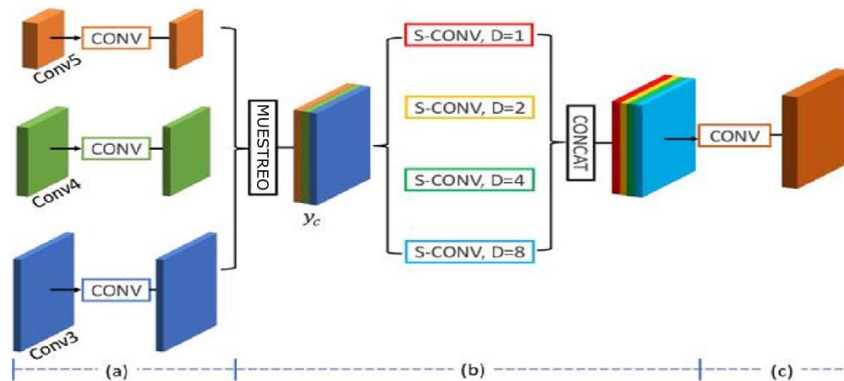 CONV
Conv5
CONV
Conv4
CONV
Conv3
MUESTREO
y_c
S-CONV, D=1
S-CONV, D=2
S-CONV, D=4
S-CONV, D=8
CONCAT
CONV
(a)
(b)
(c)